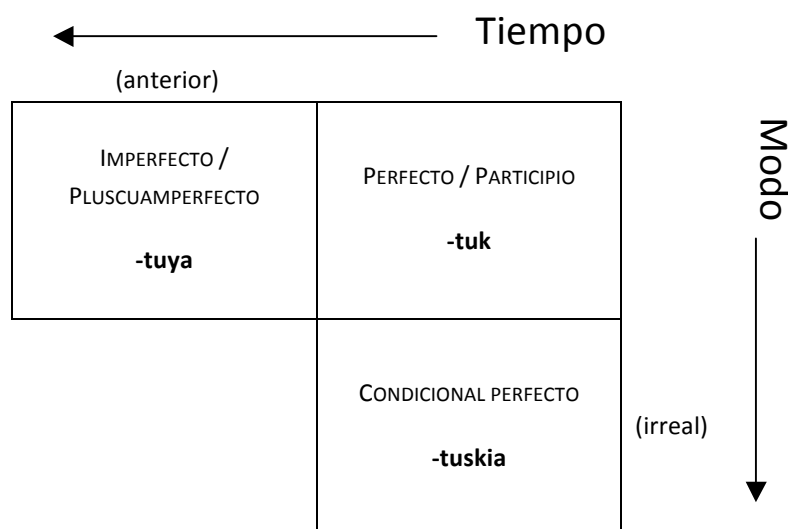 Tiempo
(anterior)
Modo
IMPERFECTO /
PLUSCUAMPERFECTO
-tuya
PERFECTO / PARTICIPIO
-tuk
CONDICIONAL PERFECTO
-tuskia
(irreal)